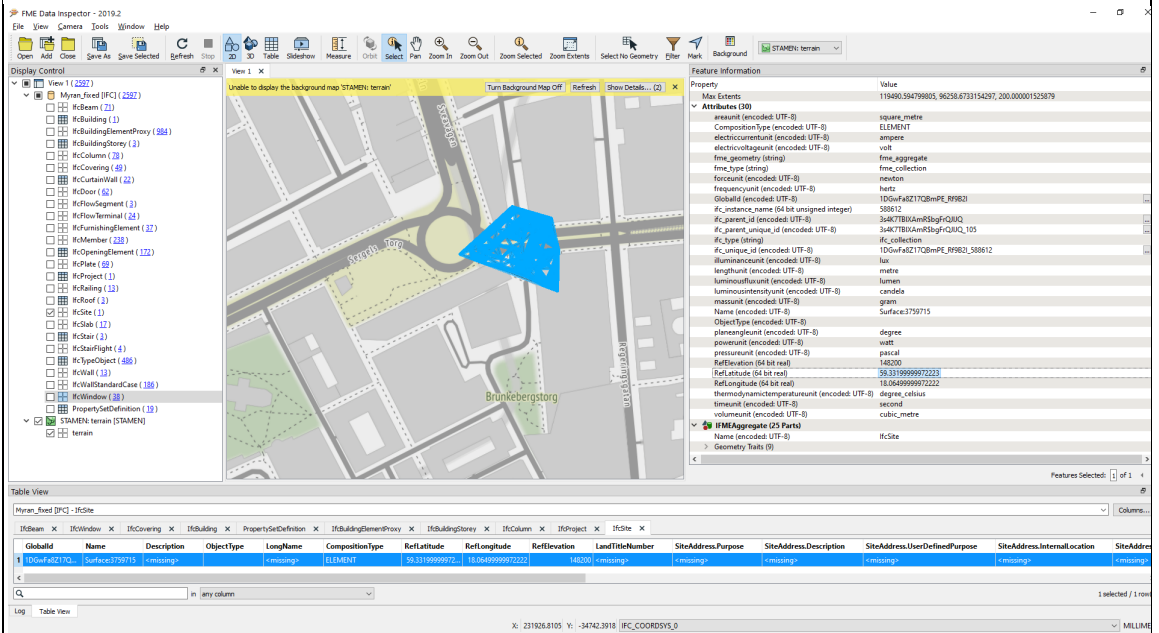 FME Data Inspector - 2019.2
File View Camera Tools Window Help
Open Add Close Save As Save Selected Refresh Stop 2D 3D Table Slideshow Measure Orbit Select Pan Zoom In Zoom Out Zoom Selected Zoom Extents Select No Geometry Filter Mark Background STAMEN: terrain
Display Control
View 1 (2597)
Myran_fixed [IFC] (2597)
IfcBeam (71)
IfcBuilding (1)
IfcBuildingElementProxy (984)
IfcBuildingStorey (3)
IfcColumn (78)
IfcCovering (49)
IfcCurtainWall (22)
IfcDoor (62)
IfcFlowSegment (3)
IfcFlowTerminal (24)
IfcFurnishingElement (37)
IfcMember (238)
IfcOpeningElement (172)
IfcPlate (69)
IfcProject (1)
IfcRailing (13)
IfcRoof (3)
IfcSite (1)
IfcSlab (17)
IfcStair (3)
IfcStairFlight (4)
IfcTypeObject (486)
IfcWall (13)
IfcWallStandardCase (186)
IfcWindow (38)
PropertySetDefinition (19)
STAMEN: terrain [STAMEN]
terrain
View 1
Unable to display the background map 'STAMEN: terrain' Turn Background Map Off Refresh Show Details... (2)
Sveavägen
Sergels Torg
Regeringsgatan
Brunkebergstorg
Feature Information
Property Value
Max Extents 119490.594799805, 96258.6733154297, 200.000001525879
Attributes (30)
areaunit (encoded: UTF-8) square_metre
CompositionType (encoded: UTF-8) ELEMENT
electriccurrentunit (encoded: UTF-8) ampere
electricvoltageunit (encoded: UTF-8) volt
fme_geometry (string) fme_aggregate
fme_type (string) fme_collection
forceunit (encoded: UTF-8) newton
frequencyunit (encoded: UTF-8) hertz
GlobalId (encoded: UTF-8) 1DGwFa8Z17QBmPE_Rf9B2I
ifc_instance_name (64 bit unsigned integer) 588612
ifc_parent_id (encoded: UTF-8) 3s4K7TBIXAmRSbgFrQJIUQ
ifc_parent_unique_id (encoded: UTF-8) 3s4K7TBIXAmRSbgFrQJIUQ_105
ifc_type (string) ifc_collection
ifc_unique_id (encoded: UTF-8) 1DGwFa8Z17QBmPE_Rf9B2I_588612
illuminanceunit (encoded: UTF-8) lux
lengthunit (encoded: UTF-8) metre
luminousfluxunit (encoded: UTF-8) lumen
luminousintensityunit (encoded: UTF-8) candela
massunit (encoded: UTF-8) gram
Name (encoded: UTF-8) Surface:3759715
ObjectType (encoded: UTF-8)
planeangleunit (encoded: UTF-8) degree
powerunit (encoded: UTF-8) watt
pressureunit (encoded: UTF-8) pascal
RefElevation (64 bit real) 148200
RefLatitude (64 bit real) 59.33199999972223
RefLongitude (64 bit real) 18.06499999972222
thermodynamictemperatureunit (encoded: UTF-8) degree_celsius
timeunit (encoded: UTF-8) second
volumeunit (encoded: UTF-8) cubic_metre
IFMEAggregate (25 Parts)
Name (encoded: UTF-8) IfcSite
Geometry Traits (9)
Features Selected: 1 of 1
Table View
Myran_fixed [IFC] - IfcSite Columns...
IfcBeam IfcWindow IfcCovering IfcBuilding PropertySetDefinition IfcBuildingElementProxy IfcBuildingStorey IfcColumn IfcProject IfcSite
GlobalId Name Description ObjectType LongName CompositionType RefLatitude RefLongitude RefElevation LandTitleNumber SiteAddress.Purpose SiteAddress.Description SiteAddress.UserDefinedPurpose SiteAddress.InternalLocation SiteAddres
1 1DGwFa8Z17Q... Surface:3759715 <missing> <missing> ELEMENT 59.3319999972... 18.06499999972222 148200 <missing> <missing> <missing> <missing> <missing> <missing>
in any column 1 selected / 1 row
Log Table View
X: 231926.8105 Y: -34742.3918 IFC_COORDSYS_0 MILLIME